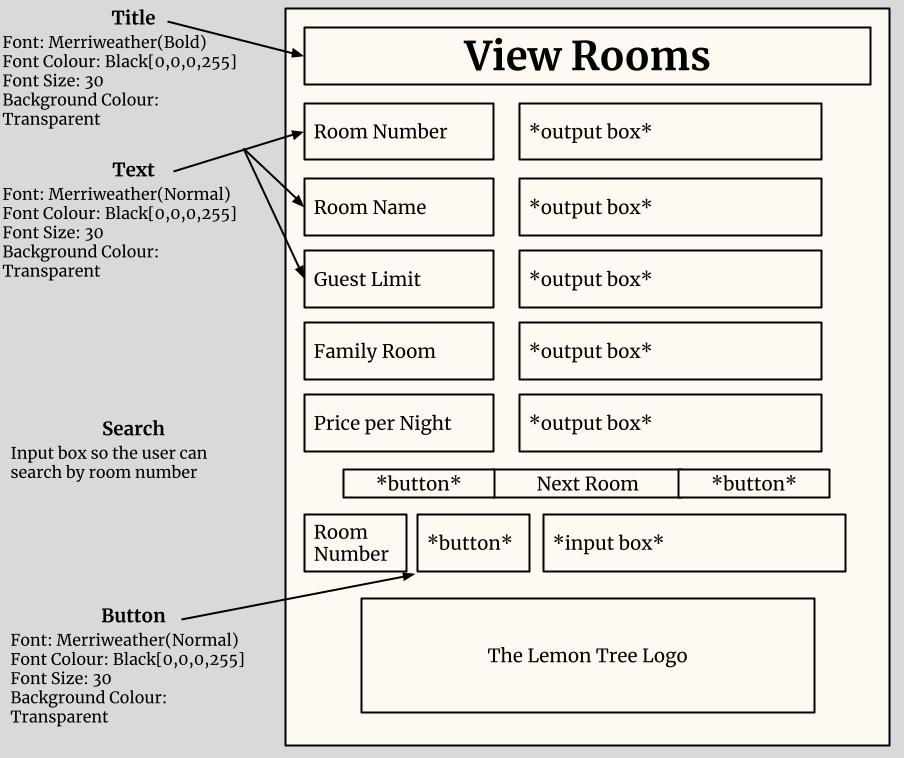 Title
Font: Merriweather(Bold)
Font Colour: Black[0,0,0,255]
Font Size: 30
Background Colour:
Transparent
Text
Font: Merriweather(Normal)
Font Colour: Black[0,0,0,255]
Font Size: 30
Background Colour:
Transparent
Search
Input box so the user can
search by room number
Button
Font: Merriweather(Normal)
Font Colour: Black[0,0,0,255]
Font Size: 30
Background Colour:
Transparent
View Rooms
Room Number *output box*
Room Name *output box*
Guest Limit *output box*
Family Room *output box*
Price per Night *output box*
*button* Next Room *button*
Room
Number
*button* *input box*
The Lemon Tree Logo